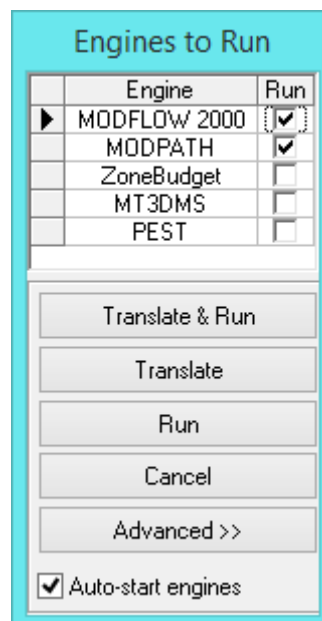 Engines to Run
Engine Run
MODFLOW 2000
MODPATH
ZoneBudget
MT3DMS
PEST
Translate & Run
Translate
Run
Cancel
Advanced >>
Auto-start engines